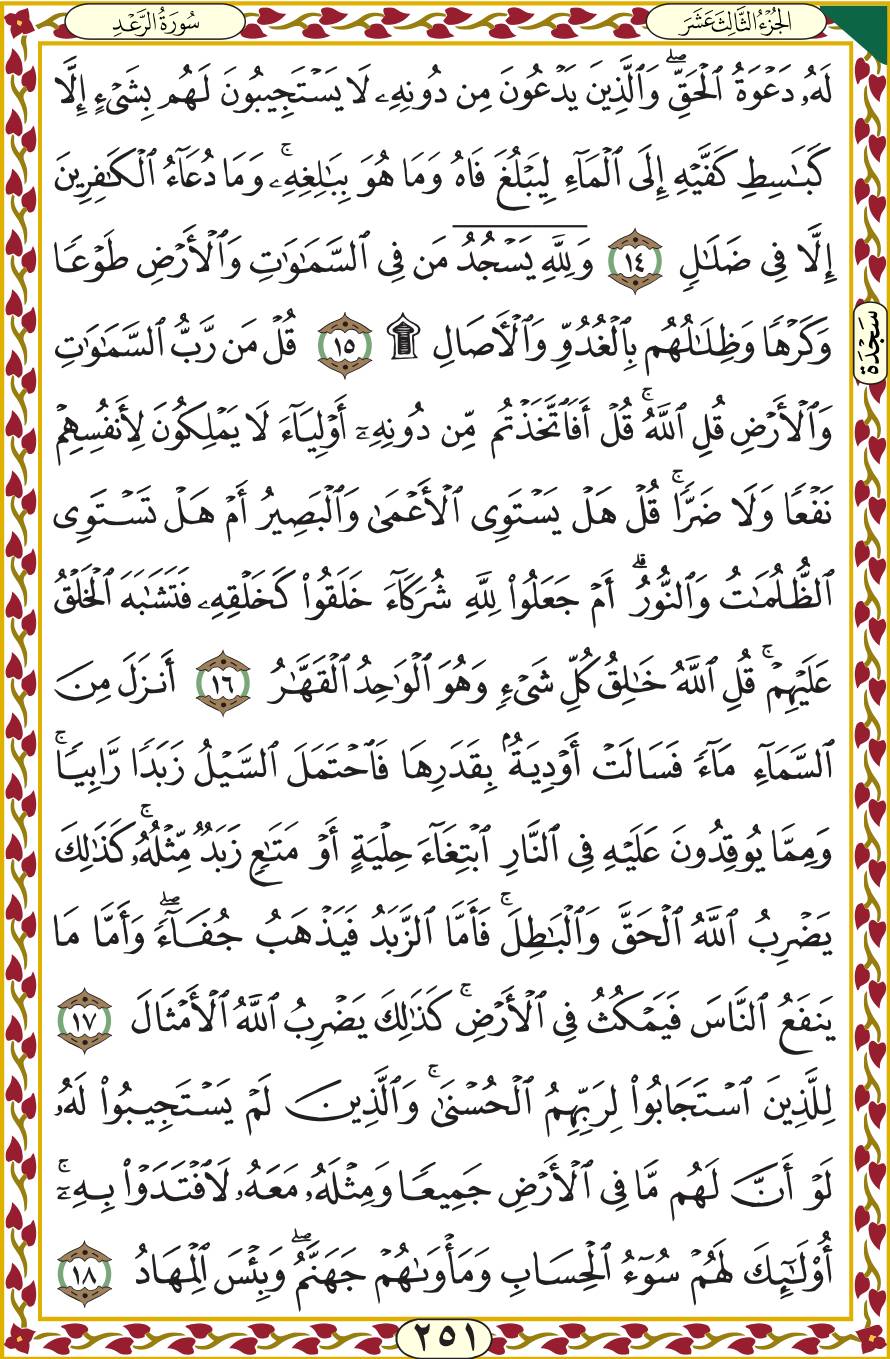 الجُزْءُ الثَّالِثَ عَشَرَ
سُورَةُ الرَّعْدِ
لَهُۥ دَعْوَةُ ٱلْحَقِّ ۖ وَٱلَّذِينَ يَدْعُونَ مِن دُونِهِۦ لَا يَسْتَجِيبُونَ لَهُم بِشَىْءٍ إِلَّا
كَبَـٰسِطِ كَفَّيْهِ إِلَى ٱلْمَآءِ لِيَبْلُغَ فَاهُ وَمَا هُوَ بِبَـٰلِغِهِۦ ۚ وَمَا دُعَآءُ ٱلْكَـٰفِرِينَ
إِلَّا فِى ضَلَـٰلٍ ١٤ وَلِلَّهِ يَسْجُدُ مَن فِى ٱلسَّمَـٰوَٰتِ وَٱلْأَرْضِ طَوْعًا
وَكَرْهًا وَظِلَـٰلُهُم بِٱلْغُدُوِّ وَٱلْـَٔاصَالِ ۩ ١٥ قُلْ مَن رَّبُّ ٱلسَّمَـٰوَٰتِ
سَجْدَة
وَٱلْأَرْضِ قُلِ ٱللَّهُ ۚ قُلْ أَفَٱتَّخَذْتُم مِّن دُونِهِۦٓ أَوْلِيَآءَ لَا يَمْلِكُونَ لِأَنفُسِهِمْ
نَفْعًا وَلَا ضَرًّا ۚ قُلْ هَلْ يَسْتَوِى ٱلْأَعْمَىٰ وَٱلْبَصِيرُ أَمْ هَلْ تَسْتَوِى
ٱلظُّلُمَـٰتُ وَٱلنُّورُ ۗ أَمْ جَعَلُوا۟ لِلَّهِ شُرَكَآءَ خَلَقُوا۟ كَخَلْقِهِۦ فَتَشَـٰبَهَ ٱلْخَلْقُ
عَلَيْهِمْ ۚ قُلِ ٱللَّهُ خَـٰلِقُ كُلِّ شَىْءٍ وَهُوَ ٱلْوَٰحِدُ ٱلْقَهَّـٰرُ ١٦ أَنزَلَ مِنَ
ٱلسَّمَآءِ مَآءً فَسَالَتْ أَوْدِيَةٌۢ بِقَدَرِهَا فَٱحْتَمَلَ ٱلسَّيْلُ زَبَدًا رَّابِيًا ۚ
وَمِمَّا يُوقِدُونَ عَلَيْهِ فِى ٱلنَّارِ ٱبْتِغَآءَ حِلْيَةٍ أَوْ مَتَـٰعٍ زَبَدٌ مِّثْلُهُۥ ۚ كَذَٰلِكَ
يَضْرِبُ ٱللَّهُ ٱلْحَقَّ وَٱلْبَـٰطِلَ ۚ فَأَمَّا ٱلزَّبَدُ فَيَذْهَبُ جُفَآءً ۖ وَأَمَّا مَا
يَنفَعُ ٱلنَّاسَ فَيَمْكُثُ فِى ٱلْأَرْضِ ۚ كَذَٰلِكَ يَضْرِبُ ٱللَّهُ ٱلْأَمْثَالَ ١٧
لِلَّذِينَ ٱسْتَجَابُوا۟ لِرَبِّهِمُ ٱلْحُسْنَىٰ ۚ وَٱلَّذِينَ لَمْ يَسْتَجِيبُوا۟ لَهُۥ
لَوْ أَنَّ لَهُم مَّا فِى ٱلْأَرْضِ جَمِيعًا وَمِثْلَهُۥ مَعَهُۥ لَٱفْتَدَوْا۟ بِهِۦٓ ۚ
أُو۟لَـٰٓئِكَ لَهُمْ سُوٓءُ ٱلْحِسَابِ وَمَأْوَىٰهُمْ جَهَنَّمُ ۖ وَبِئْسَ ٱلْمِهَادُ ١٨
٢٥١